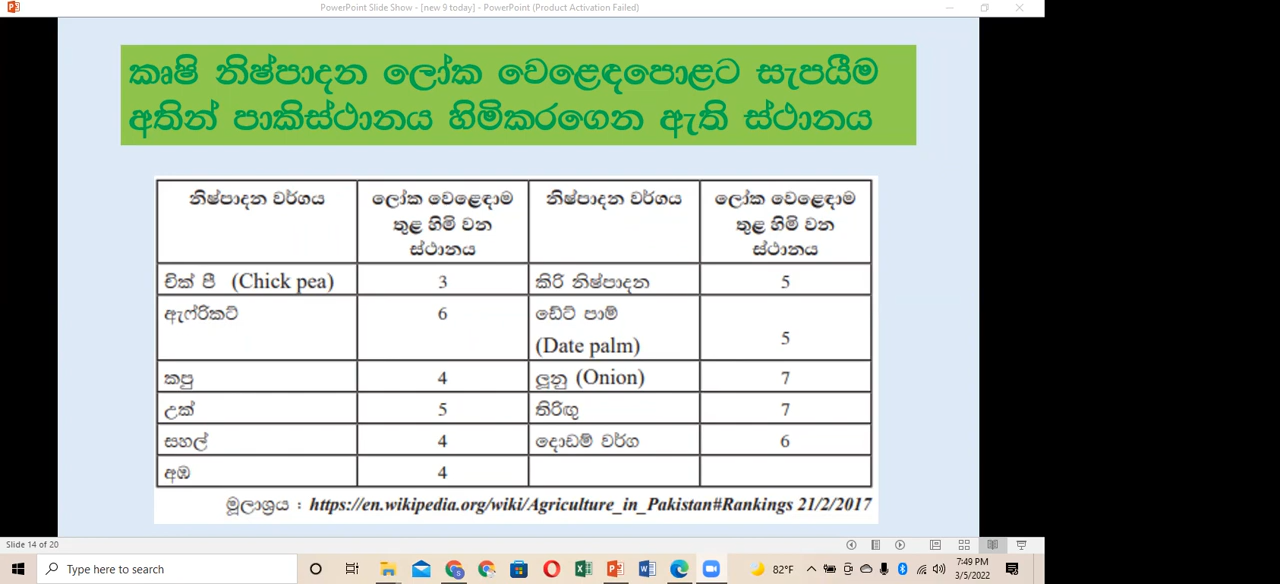 PowerPoint Slide Show - [new 9 today] - PowerPoint (Product Activation Failed)
කෘෂි නිෂ්පාදන ලෝක වෙළෙඳපොළට සැපයීම
අතින් පාකිස්ථානය හිමිකරගෙන ඇති ස්ථානය
නිෂ්පාදන වර්ගය ලෝක වෙළෙඳාම තුළ හිමි වන ස්ථානය නිෂ්පාදන වර්ගය ලෝක වෙළෙඳාම තුළ හිමි වන ස්ථානය
චික් පී (Chick pea) 3 කිරි නිෂ්පාදන 5
ඇෆ්රිකට් 6 ඩේට් පාම් (Date palm) 5
කපු 4 ලූනු (Onion) 7
උක් 5 තිරිඟු 7
සහල් 4 දොඩම් වර්ග 6
අඹ 4
මූලාශ්‍රය : https://en.wikipedia.org/wiki/Agriculture_in_Pakistan#Rankings 21/2/2017
Slide 14 of 20
Type here to search
82°F
7:49 PM
3/5/2022